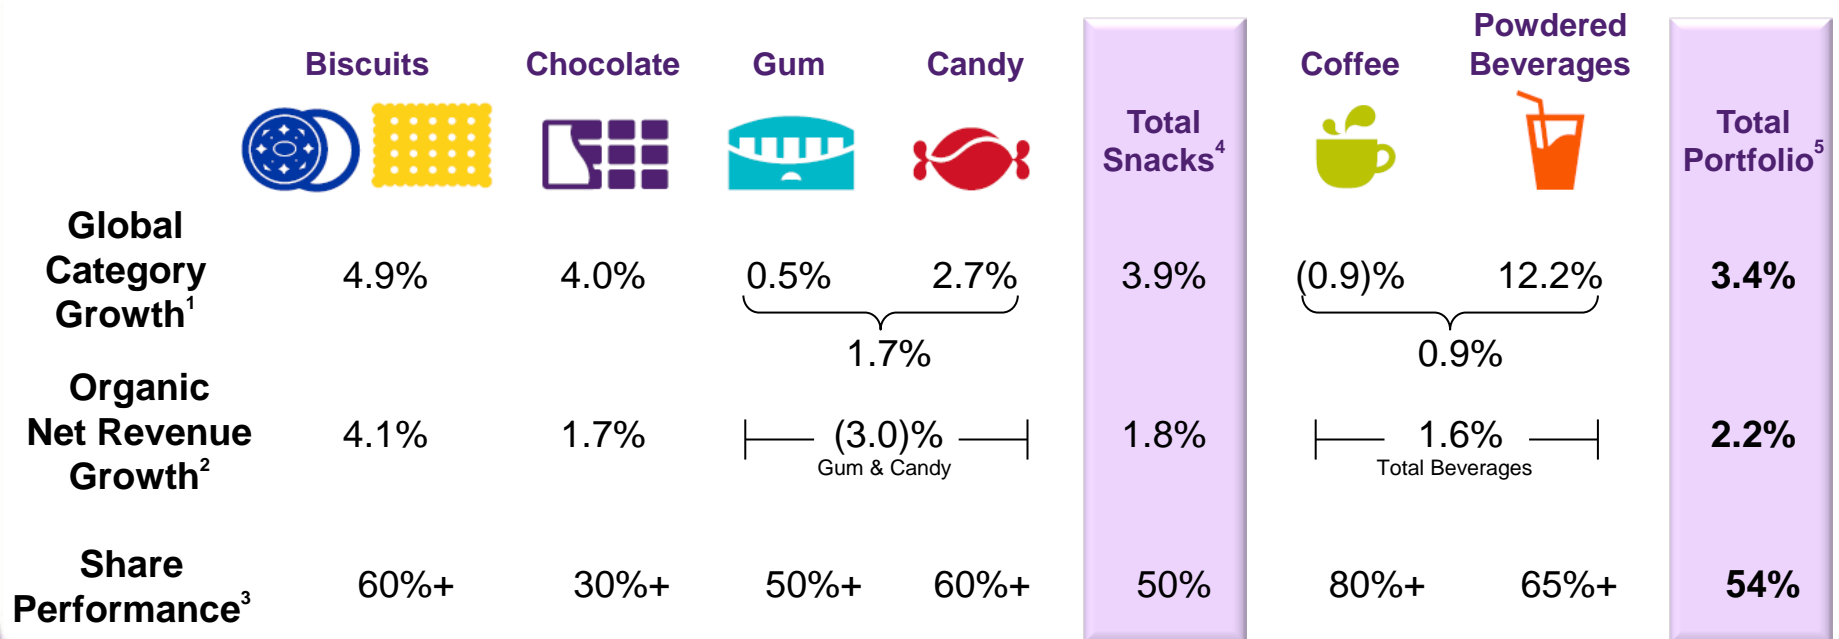 Biscuits Chocolate Gum Candy Total Snacks4 Coffee Powdered Beverages Total Portfolio5
Global Category Growth1 4.9% 4.0% 0.5% 2.7% 3.9% (0.9)% 12.2% 3.4%
1.7% 0.9%
Organic Net Revenue Growth2 4.1% 1.7% (3.0)% 1.8% 1.6% 2.2%
Gum & Candy Total Beverages
Share Performance3 60%+ 30%+ 50%+ 60%+ 50% 80%+ 65%+ 54%